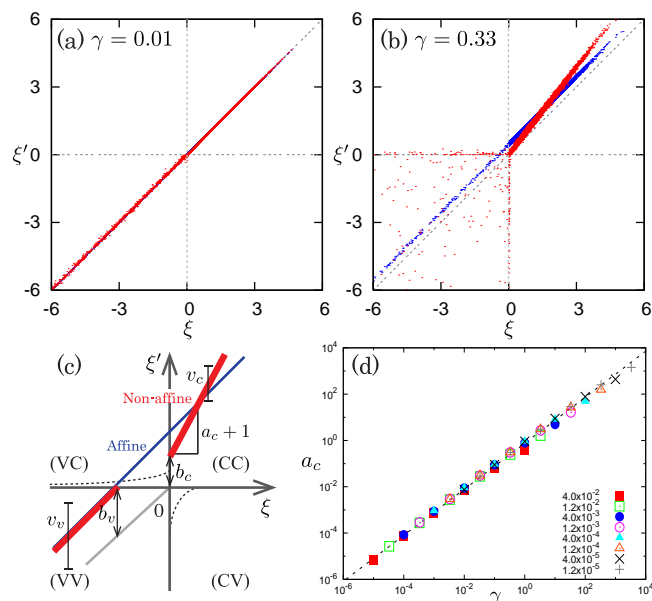 (a) γ = 0.01
6
3
0
-3
-6
ξ′
-6 -3 0 3 6
ξ
(b) γ = 0.33
6
3
0
-3
-6
ξ′
-6 -3 0 3 6
ξ
(c)
ξ′
v_c
Non-affine
a_c + 1
Affine
(VC)
(CC)
b_c
0
ξ
b_v
v_v
(VV)
(CV)
(d)
10^4
10^2
10^0
10^-2
10^-4
10^-6
a_c
10^-6 10^-4 10^-2 10^0 10^2 10^4
γ
4.0x10^-2
1.2x10^-2
4.0x10^-3
1.2x10^-3
4.0x10^-4
1.2x10^-4
4.0x10^-5
1.2x10^-5